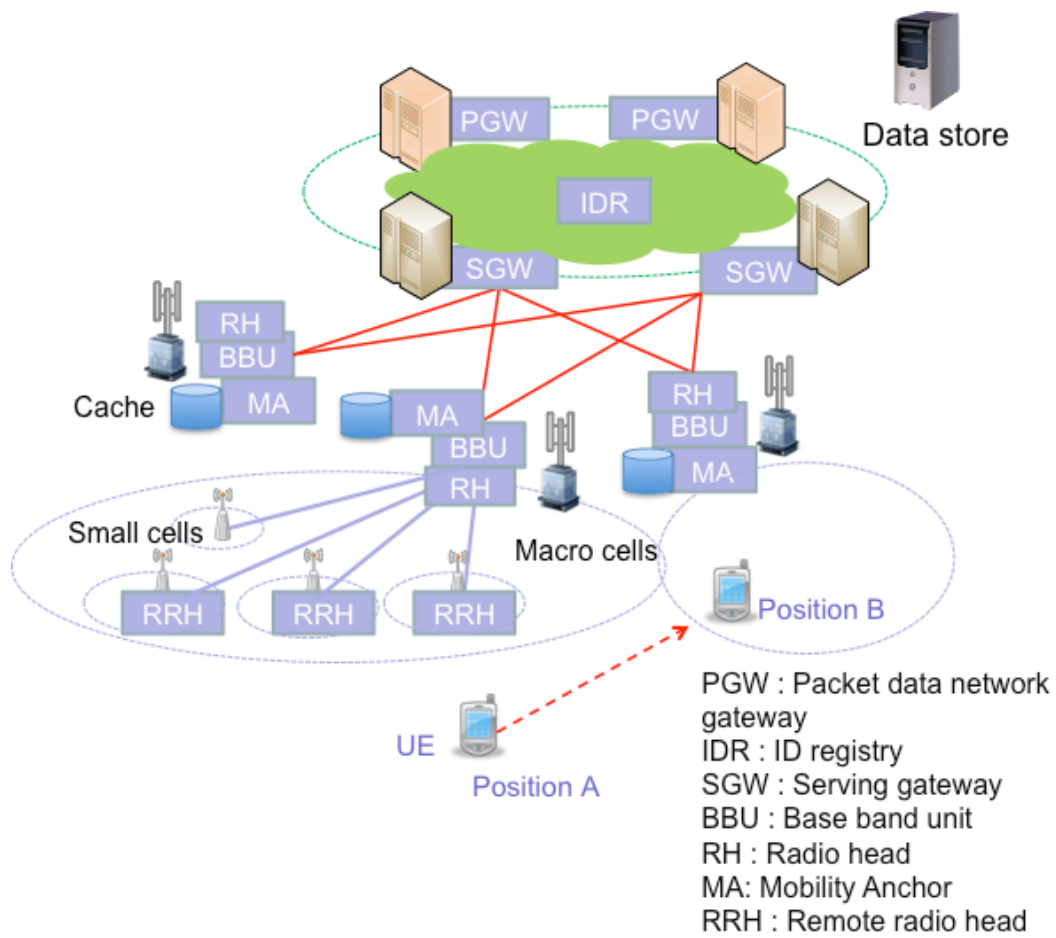 PGW
PGW
Data store
IDR
SGW
SGW
RH
BBU
MA
Cache
MA
BBU
RH
RH
BBU
MA
Small cells
Macro cells
RRH
RRH
RRH
Position B
UE
Position A
PGW : Packet data network
gateway
IDR : ID registry
SGW : Serving gateway
BBU : Base band unit
RH : Radio head
MA: Mobility Anchor
RRH : Remote radio head